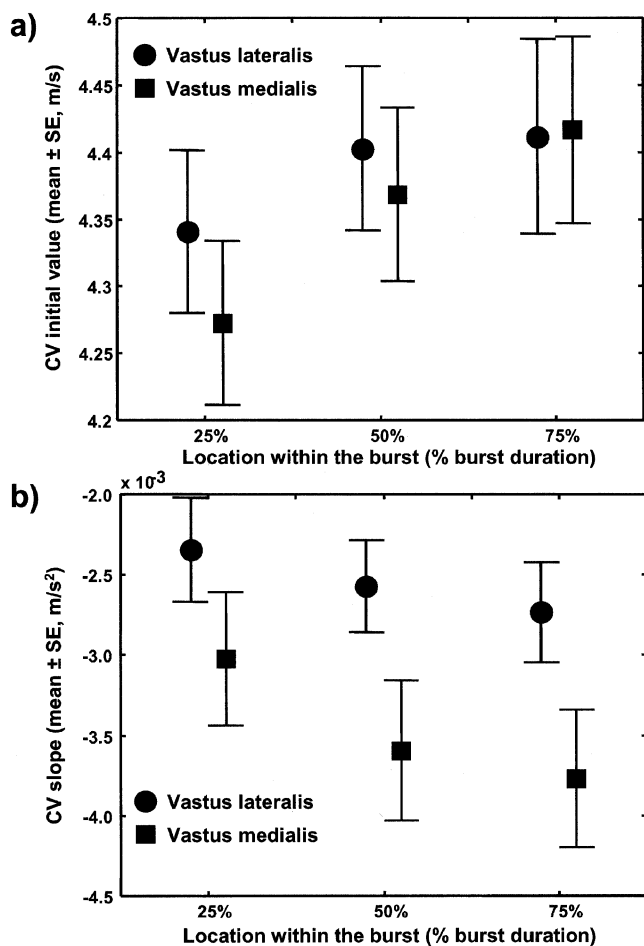 a)
4.5
4.45
4.4
4.35
4.3
4.25
4.2
CV initial value (mean ± SE, m/s)
Vastus lateralis
Vastus medialis
25%
50%
75%
Location within the burst (% burst duration)
b)
x 10-3
-2.0
-2.5
-3.0
-3.5
-4.0
-4.5
CV slope (mean ± SE, m/s²)
Vastus lateralis
Vastus medialis
25%
50%
75%
Location within the burst (% burst duration)